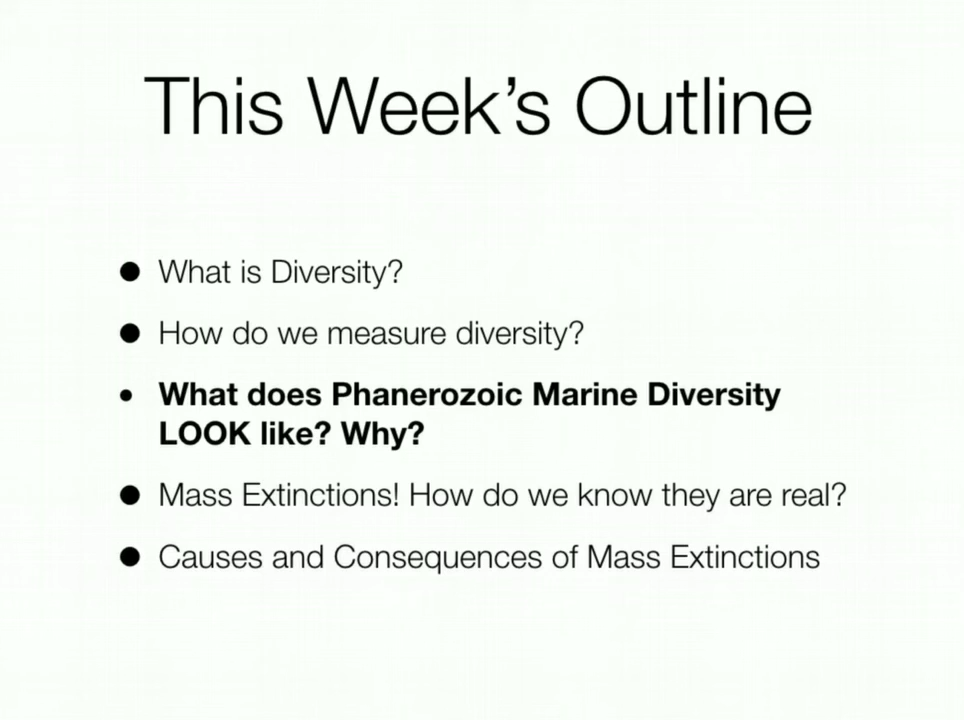 This Week’s Outline
● What is Diversity?
● How do we measure diversity?
• What does Phanerozoic Marine Diversity
LOOK like? Why?
● Mass Extinctions! How do we know they are real?
● Causes and Consequences of Mass Extinctions